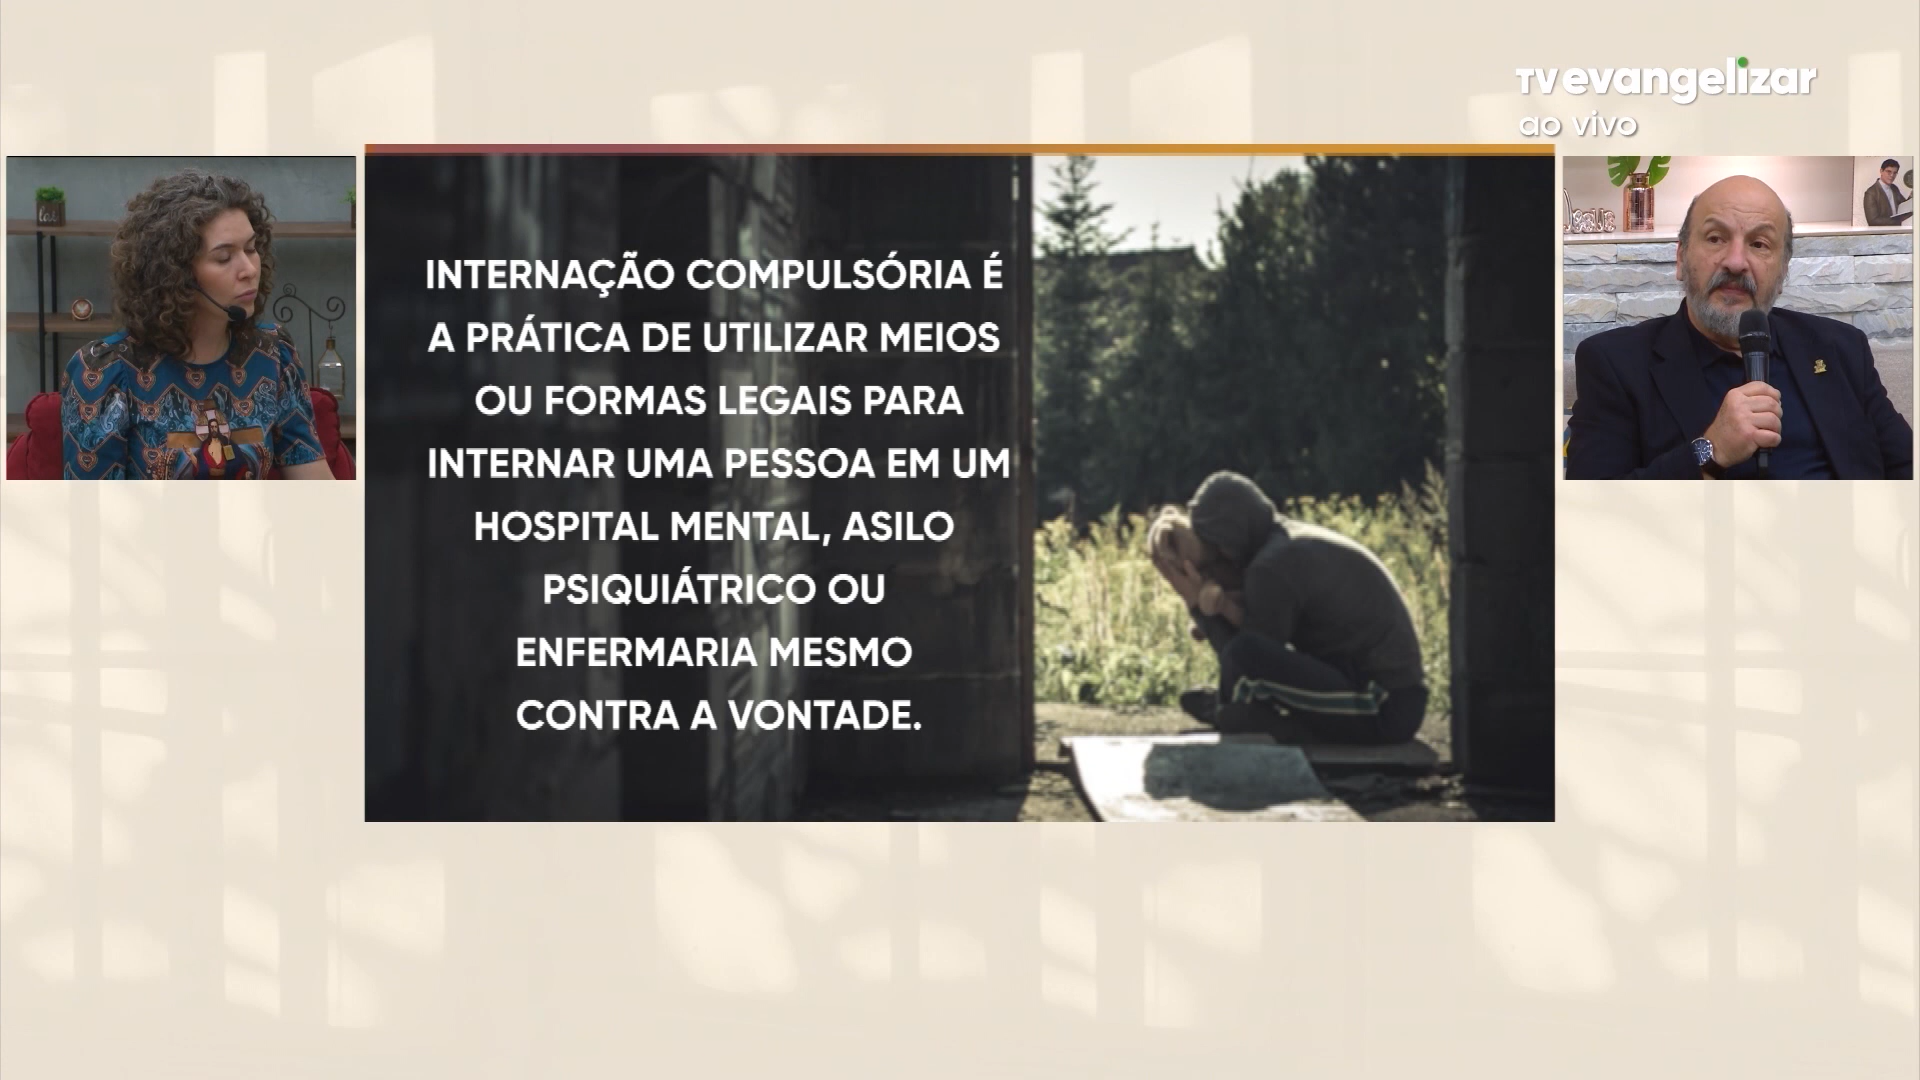 TVevangelizar
ao vivo
INTERNAÇÃO COMPULSÓRIA É
A PRÁTICA DE UTILIZAR MEIOS
OU FORMAS LEGAIS PARA
INTERNAR UMA PESSOA EM UM
HOSPITAL MENTAL, ASILO
PSIQUIÁTRICO OU
ENFERMARIA MESMO
CONTRA A VONTADE.